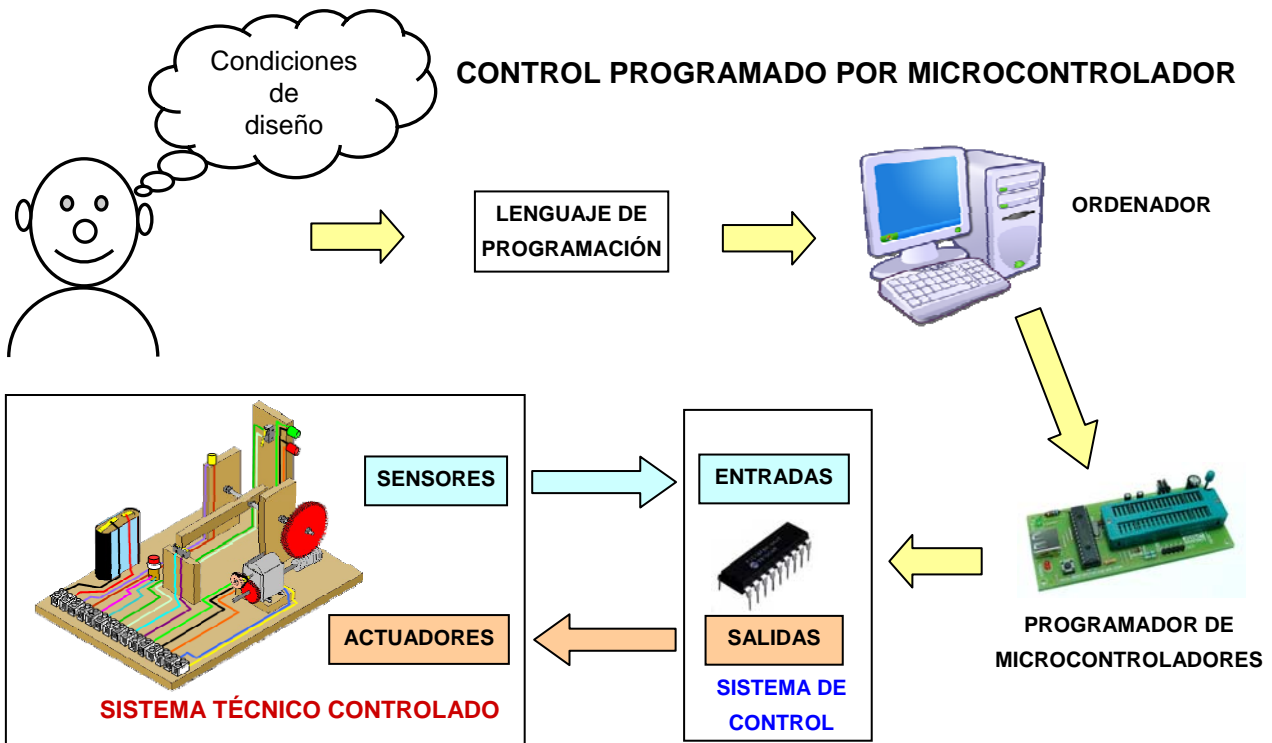 Condiciones
de
diseño
CONTROL PROGRAMADO POR MICROCONTROLADOR
LENGUAJE DE
PROGRAMACIÓN
ORDENADOR
SENSORES
ENTRADAS
ACTUADORES
SALIDAS
SISTEMA TÉCNICO CONTROLADO
SISTEMA DE
CONTROL
PROGRAMADOR DE
MICROCONTROLADORES